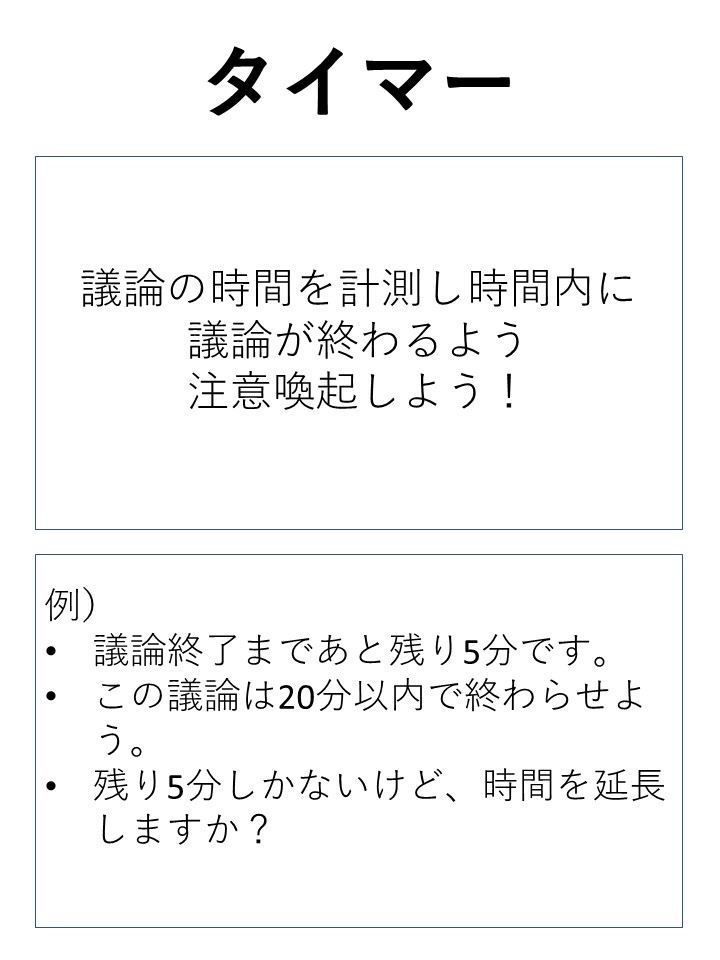 タイマー
議論の時間を計測し時間内に
議論が終わるよう
注意喚起しよう！
例）
• 議論終了まであと残り5分です。
• この議論は20分以内で終わらせよ
う。
• 残り5分しかないけど、時間を延長
しますか？